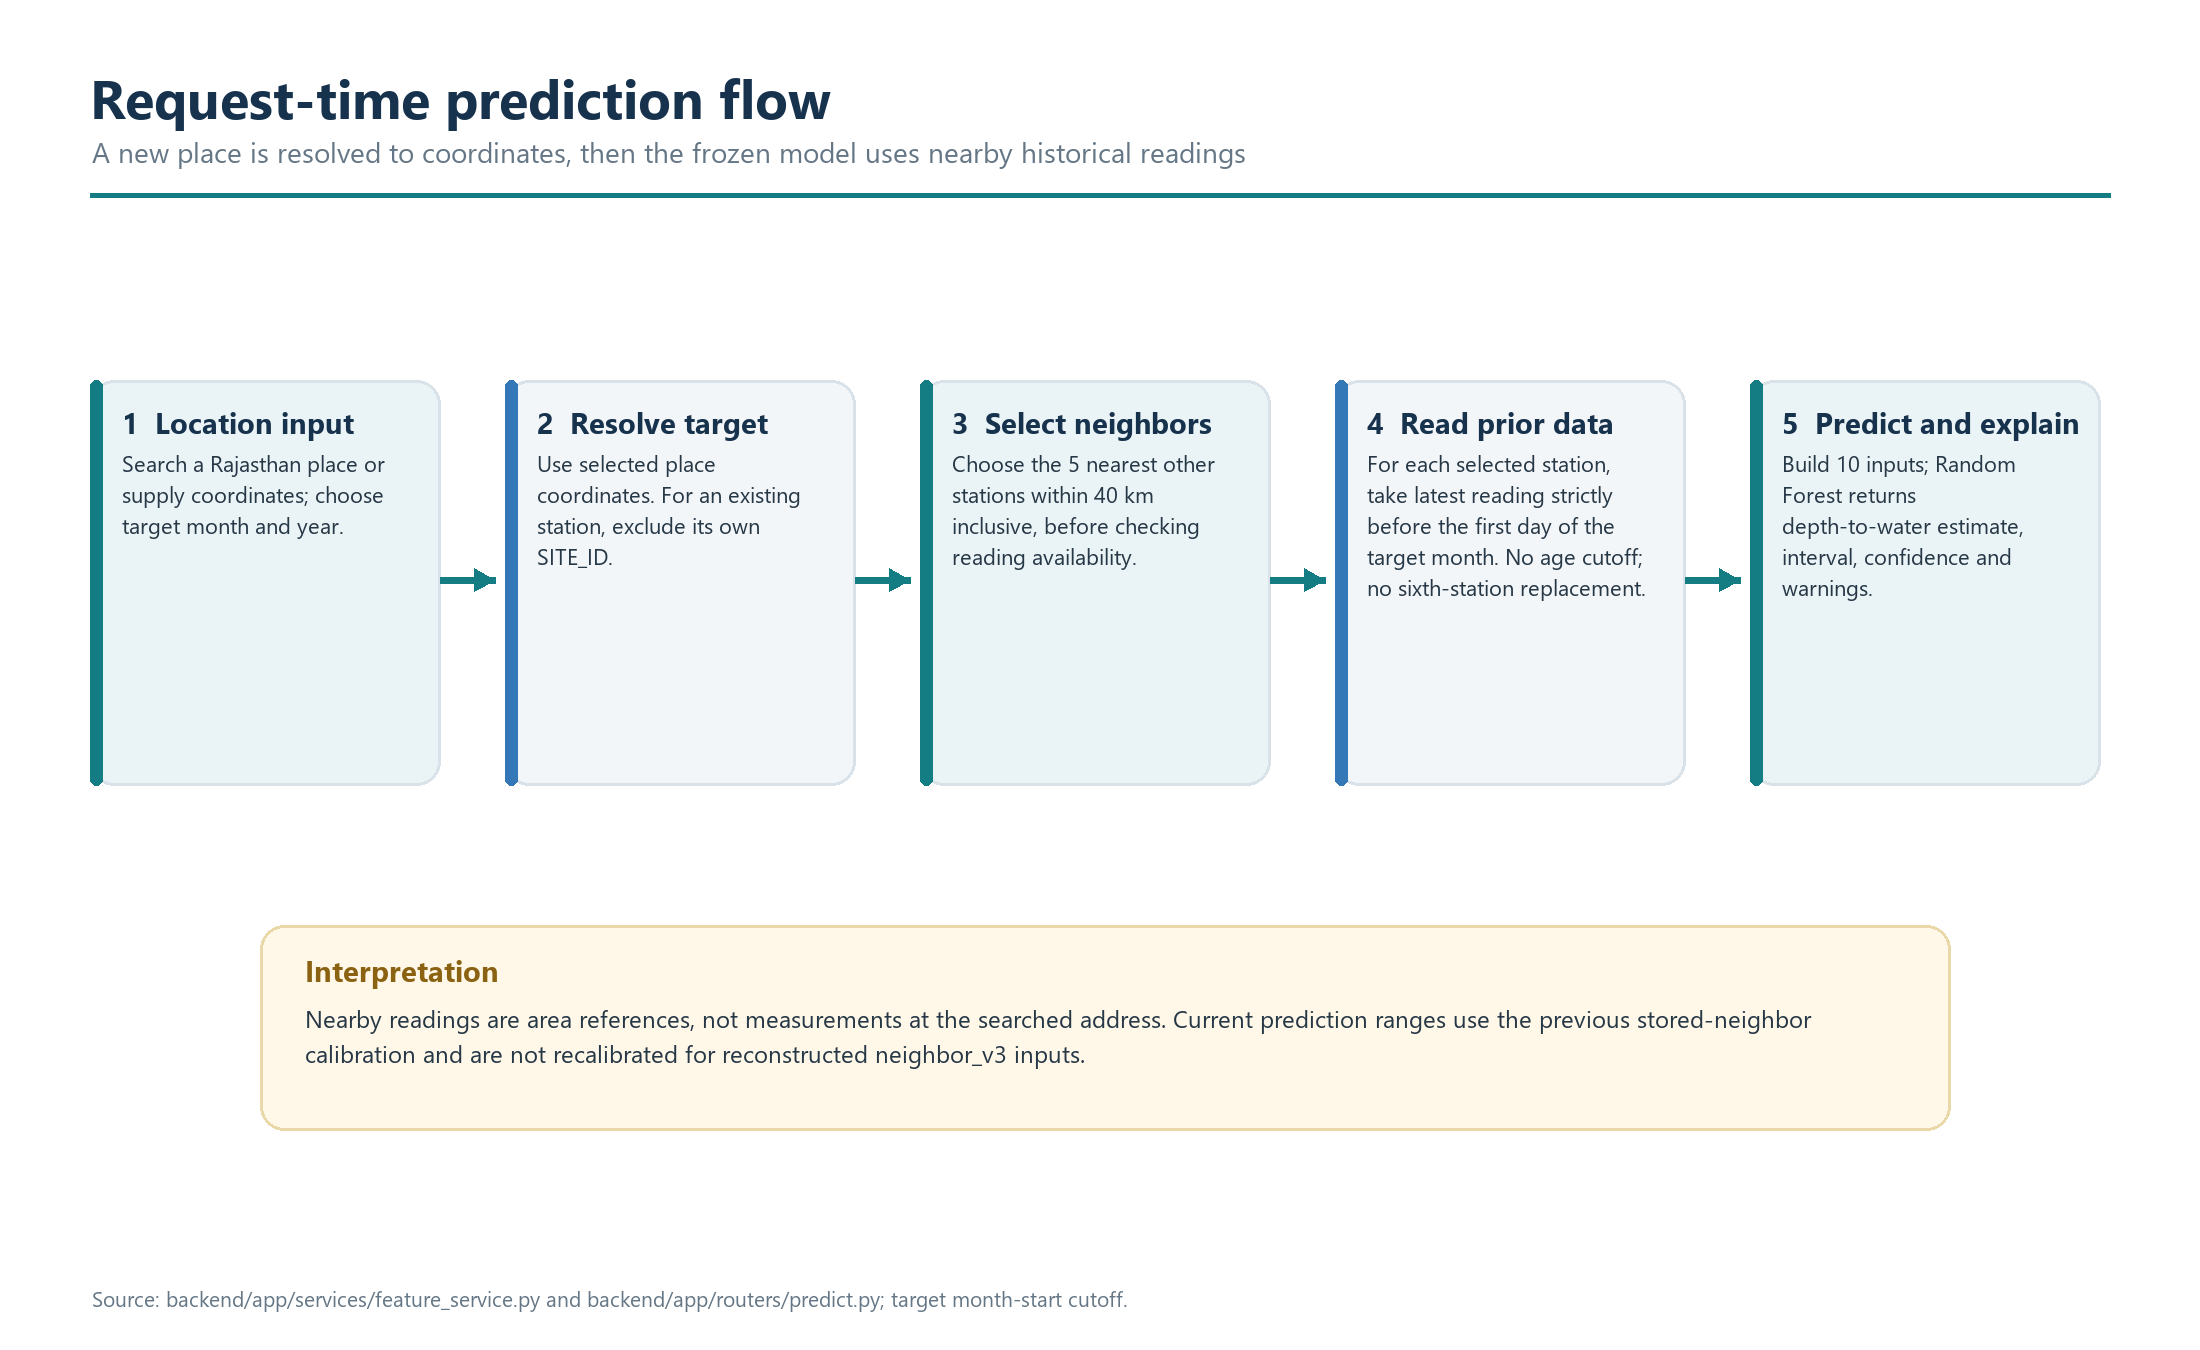 Request-time prediction flow
A new place is resolved to coordinates, then the frozen model uses nearby historical readings
1 Location input
Search a Rajasthan place or
supply coordinates; choose
target month and year.
2 Resolve target
Use selected place
coordinates. For an existing
station, exclude its own
SITE_ID.
3 Select neighbors
Choose the 5 nearest other
stations within 40 km
inclusive, before checking
reading availability.
4 Read prior data
For each selected station,
take latest reading strictly
before the first day of the
target month. No age cutoff;
no sixth-station replacement.
5 Predict and explain
Build 10 inputs; Random
Forest returns
depth-to-water estimate,
interval, confidence and
warnings.
Interpretation
Nearby readings are area references, not measurements at the searched address. Current prediction ranges use the previous stored-neighbor
calibration and are not recalibrated for reconstructed neighbor_v3 inputs.
Source: backend/app/services/feature_service.py and backend/app/routers/predict.py; target month-start cutoff.